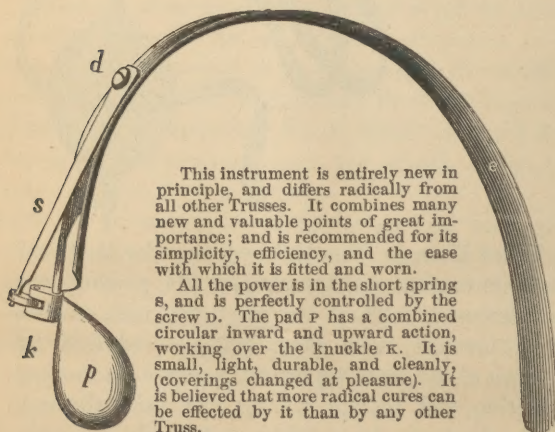 d
s
e
This instrument is entirely new in
principle, and differs radically from
all other Trusses. It combines many
new and valuable points of great im-
portance; and is recommended for its
simplicity, efficiency, and the ease
with which it is fitted and worn.
All the power is in the short spring
S, and is perfectly controlled by the
screw D. The pad P has a combined
circular inward and upward action,
working over the knuckle K. It is
small, light, durable, and cleanly,
(coverings changed at pleasure). It
is believed that more radical cures can
be effected by it than by any other
Truss.
k
p